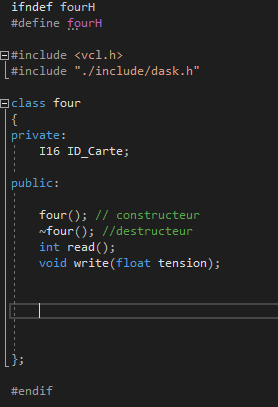 ifndef fourH
#define fourH
#include <vcl.h>
#include "./include/dask.h"
class four
{
private:
I16 ID_Carte;
public:
four(); // constructeur
~four(); //destructeur
int read();
void write(float tension);
};
#endif